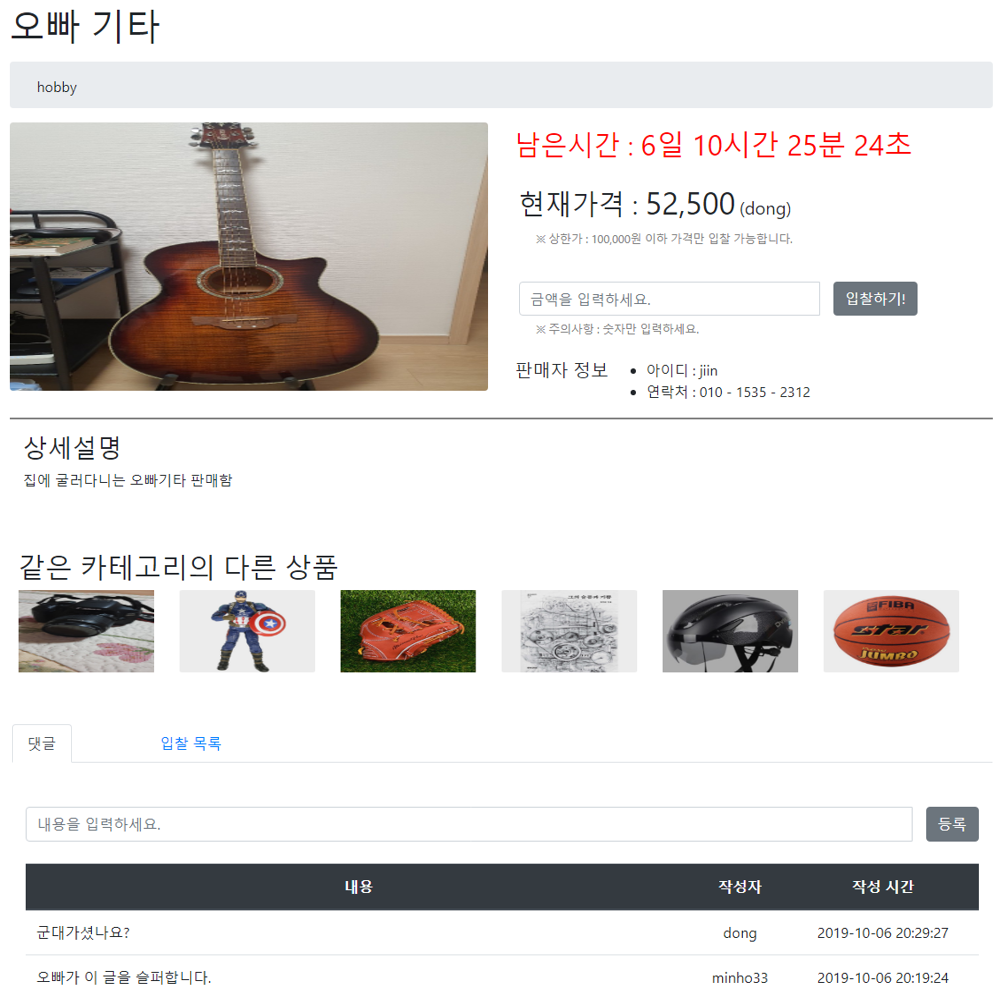 오빠 기타
hobby
남은시간 : 6일 10시간 25분 24초
현재가격 : 52,500 (dong)
※ 상한가 : 100,000원 이하 가격만 입찰 가능합니다.
금액을 입력하세요.
입찰하기!
※ 주의사항 : 숫자만 입력하세요.
판매자 정보
• 아이디 : jiin
• 연락처 : 010 - 1535 - 2312
상세설명
집에 굴러다니는 오빠기타 판매함
같은 카테고리의 다른 상품
FIBA
star
JUMBO
댓글 입찰 목록
내용을 입력하세요. 등록
내용 작성자 작성 시간
군대가셨나요? dong 2019-10-06 20:29:27
오빠가 이 글을 슬퍼합니다. minho33 2019-10-06 20:19:24